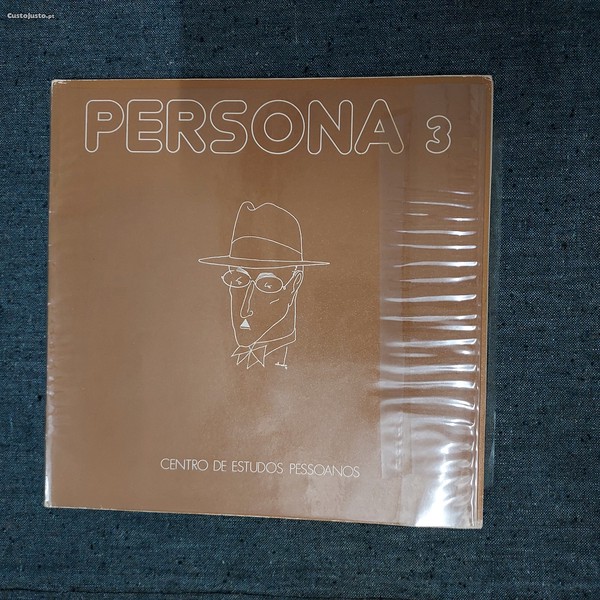 CustoJusto.pt
PERSONA 3
CENTRO DE ESTUDOS PESSOANOS